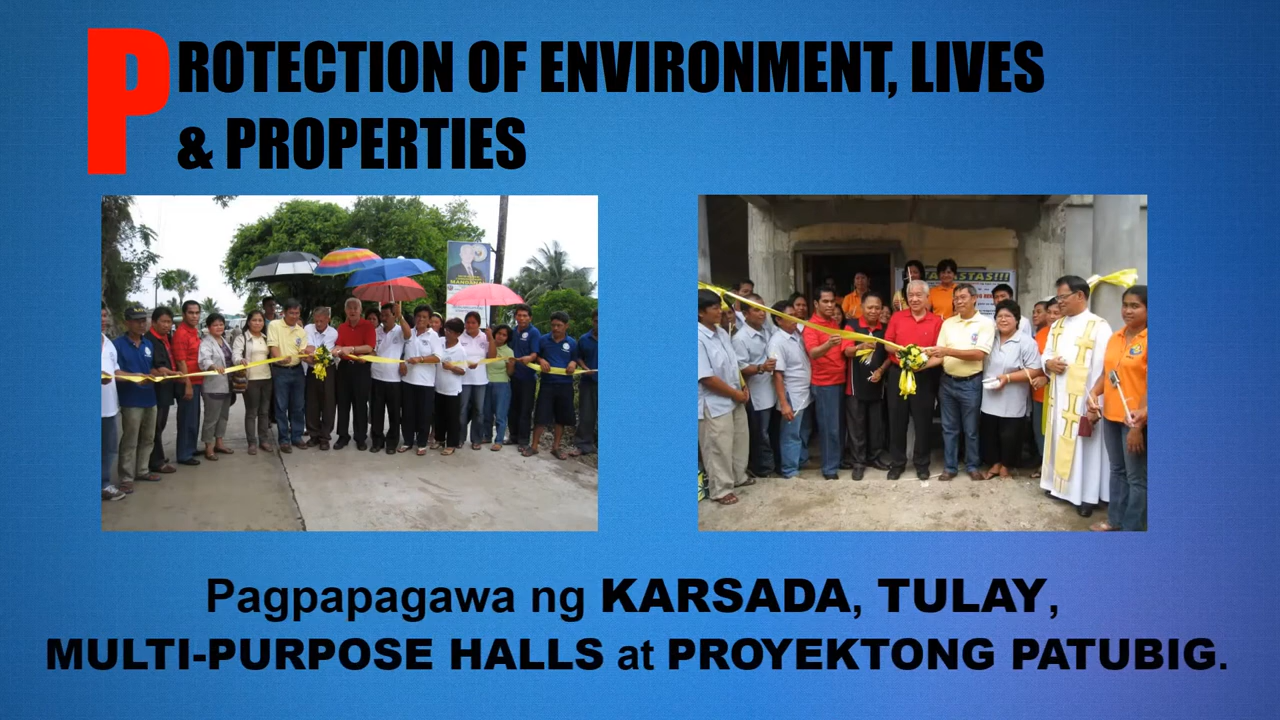 PROTECTION OF ENVIRONMENT, LIVES
& PROPERTIES
Pagpapagawa ng KARSADA, TULAY,
MULTI-PURPOSE HALLS at PROYEKTONG PATUBIG.